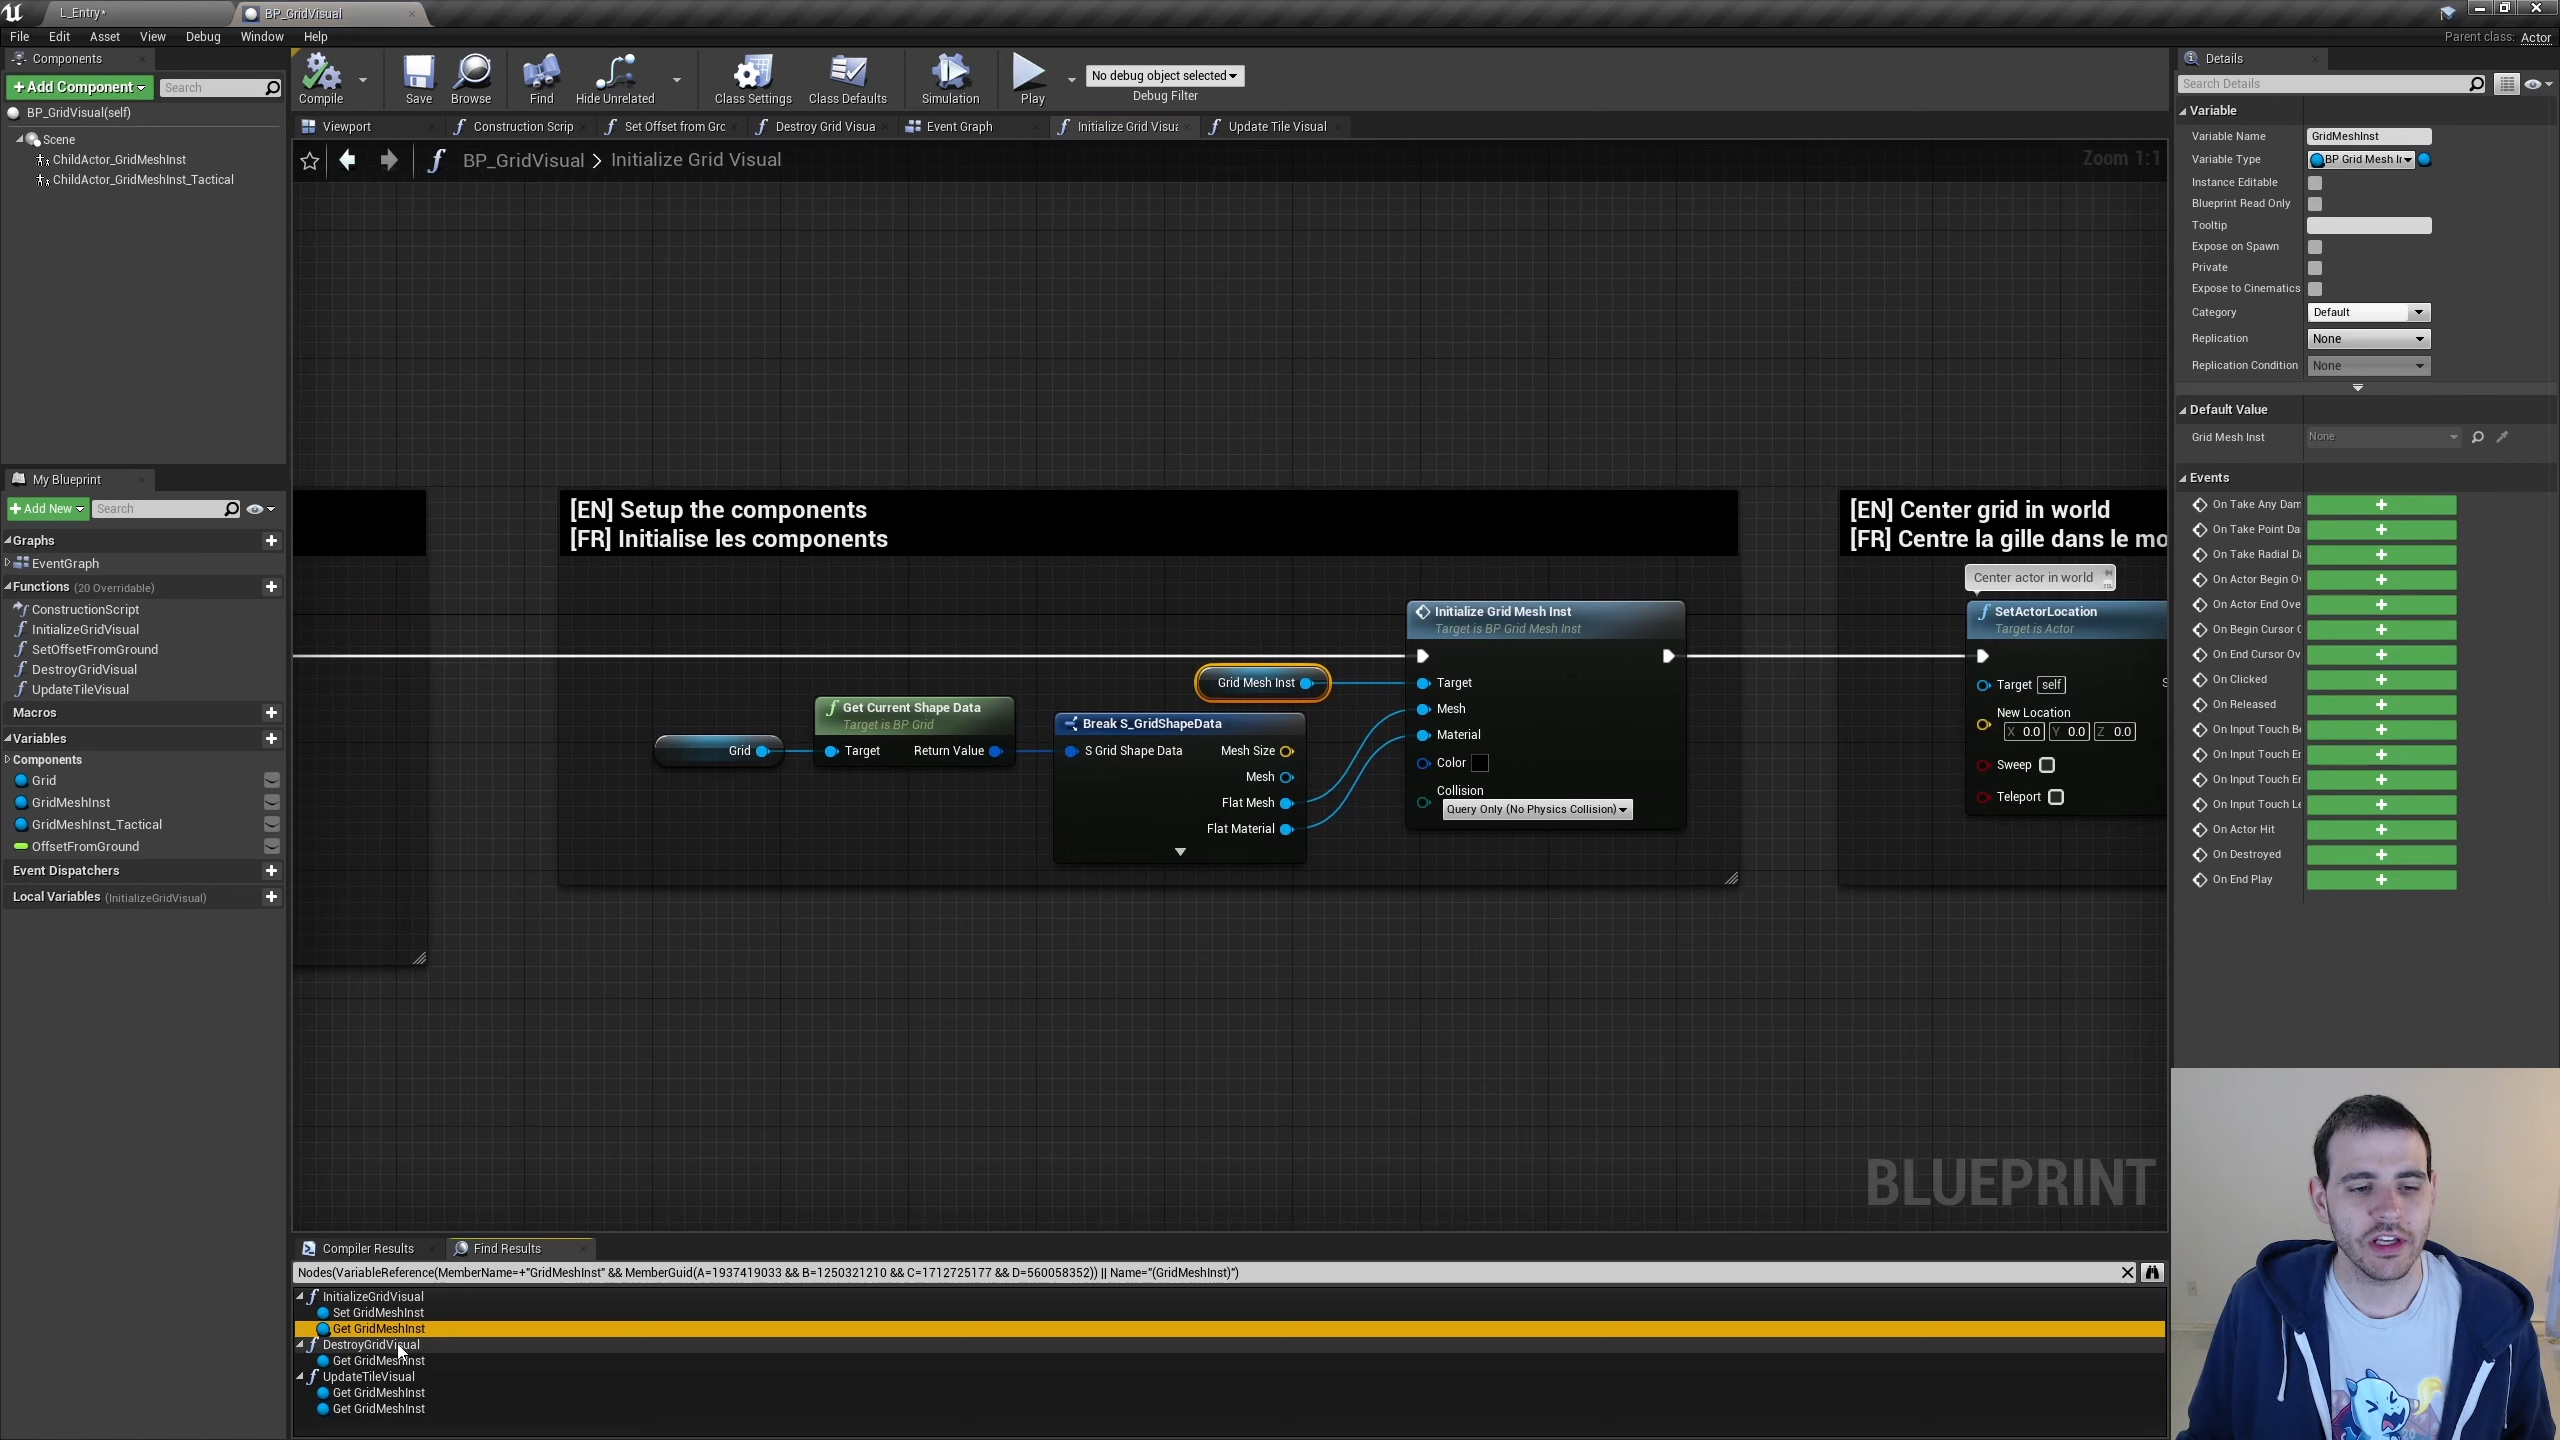 L_Entry*
BP_GridVisual
File Edit Asset View Debug Window Help
Parent class: Actor
Components
+Add Component
Search
BP_GridVisual(self)
Scene
ChildActor_GridMeshInst
ChildActor_GridMeshInst_Tactical
Compile
Save
Browse
Find
Hide Unrelated
Class Settings
Class Defaults
Simulation
Play
No debug object selected
Debug Filter
Viewport
Construction Scrip
Set Offset from Grc
Destroy Grid Visua
Event Graph
Initialize Grid Visua
Update Tile Visual
BP_GridVisual > Initialize Grid Visual
Zoom 1:1
My Blueprint
+Add New
Search
Graphs
EventGraph
Functions (20 Overridable)
ConstructionScript
InitializeGridVisual
SetOffsetFromGround
DestroyGridVisual
UpdateTileVisual
Macros
Variables
Components
Grid
GridMeshInst
GridMeshInst_Tactical
OffsetFromGround
Event Dispatchers
Local Variables (InitializeGridVisual)
[EN] Setup the components
[FR] Initialise les components
Grid
Get Current Shape Data
Target is BP Grid
Target
Return Value
Break S_GridShapeData
S Grid Shape Data
Mesh Size
Mesh
Flat Mesh
Flat Material
Grid Mesh Inst
Initialize Grid Mesh Inst
Target is BP Grid Mesh Inst
Target
Mesh
Material
Color
Collision
Query Only (No Physics Collision)
[EN] Center grid in world
[FR] Centre la gille dans le mo
Center actor in world
SetActorLocation
Target is Actor
Target self
S
New Location
X 0.0 Y 0.0 Z 0.0
Sweep
Teleport
BLUEPRINT
Compiler Results
Find Results
Nodes(VariableReference(MemberName=+"GridMeshInst" && MemberGuid(A=1937419033 && B=1250321210 && C=1712725177 && D=560058352)) || Name="(GridMeshInst)")
InitializeGridVisual
Set GridMeshInst
Get GridMeshInst
DestroyGridVisual
Get GridMeshInst
UpdateTileVisual
Get GridMeshInst
Get GridMeshInst
Details
Search Details
Variable
Variable Name GridMeshInst
Variable Type BP Grid Mesh Ir
Instance Editable
Blueprint Read Only
Tooltip
Expose on Spawn
Private
Expose to Cinematics
Category Default
Replication None
Replication Condition None
Default Value
Grid Mesh Inst None
Events
On Take Any Dam
On Take Point Da
On Take Radial Da
On Actor Begin Ov
On Actor End Ove
On Begin Cursor O
On End Cursor Ov
On Clicked
On Released
On Input Touch Be
On Input Touch En
On Input Touch En
On Input Touch Le
On Actor Hit
On Destroyed
On End Play